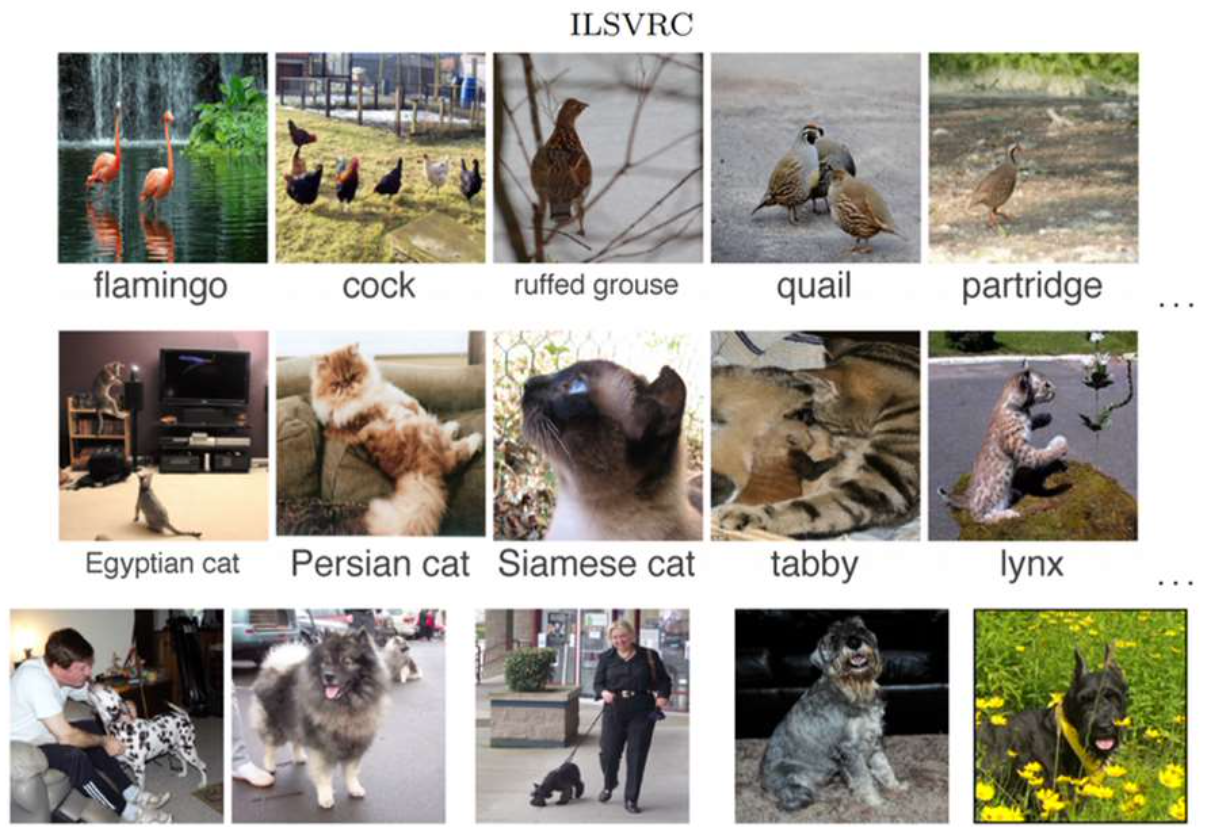 ILSVRC
flamingo cock ruffed grouse quail partridge ...
Egyptian cat Persian cat Siamese cat tabby lynx ...